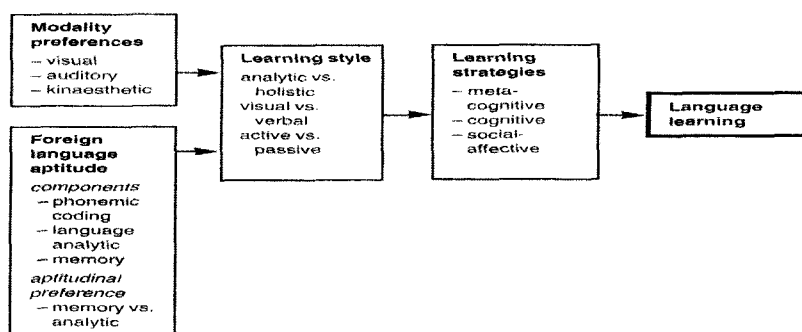 Modality
preferences
– visual
– auditory
– kinaesthetic
Foreign
language
aptitude
components
– phonemic
coding
– language
analytic
– memory
aptitudinal
preference
– memory vs.
analytic
Learning style
analytic vs.
holistic
visual vs.
verbal
active vs.
passive
Learning
strategies
– meta-
cognitive
– cognitive
– social-
affective
Language
learning